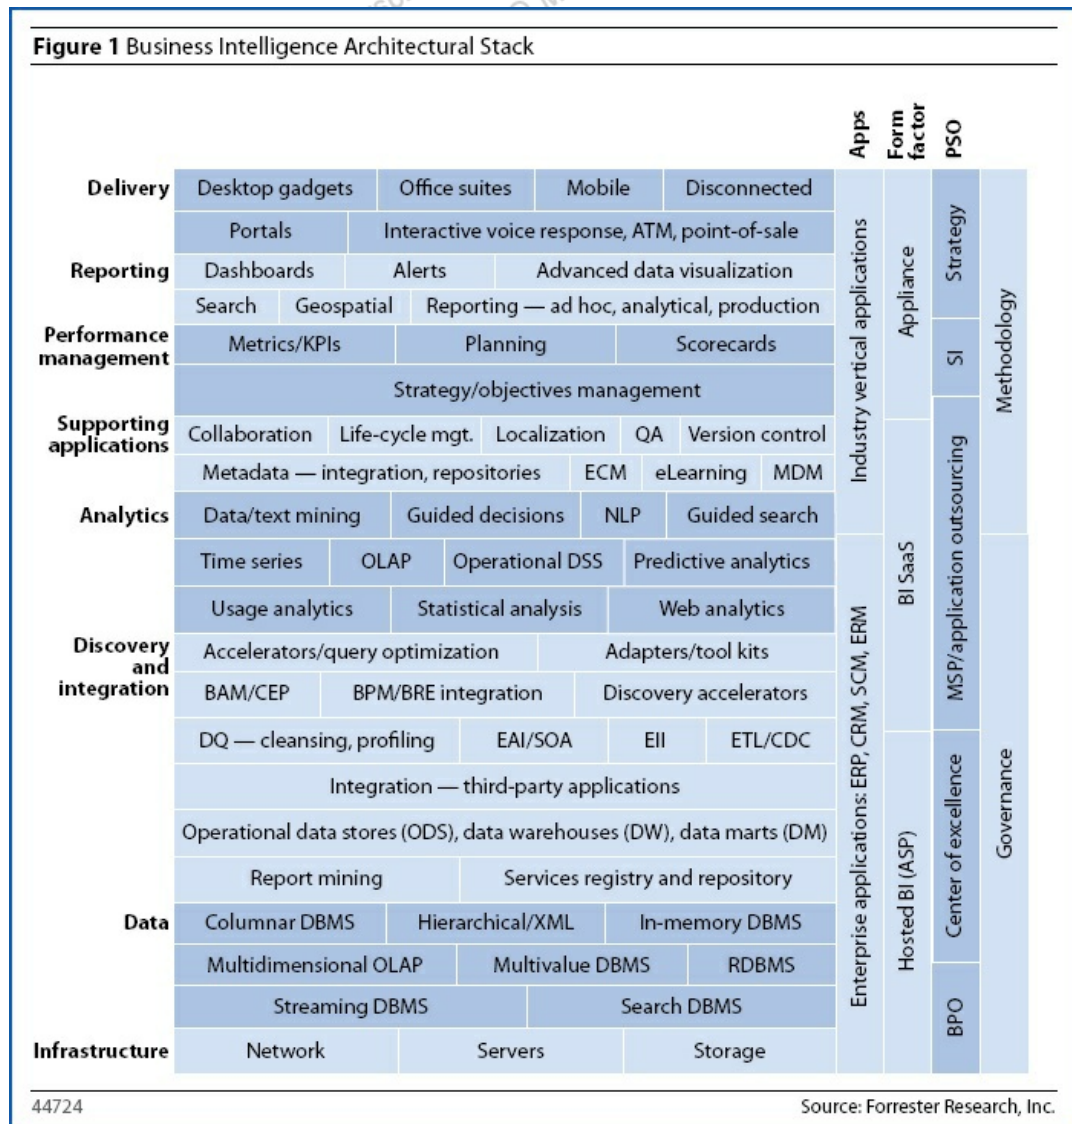 Figure 1 Business Intelligence Architectural Stack
Apps
Form
factor
PSO
Delivery
Desktop gadgets
Office suites
Mobile
Disconnected
Portals
Interactive voice response, ATM, point-of-sale
Reporting
Dashboards
Alerts
Advanced data visualization
Search
Geospatial
Reporting — ad hoc, analytical, production
Performance
management
Metrics/KPIs
Planning
Scorecards
Strategy/objectives management
Supporting
applications
Collaboration
Life-cycle mgt.
Localization
QA
Version control
Metadata — integration, repositories
ECM
eLearning
MDM
Analytics
Data/text mining
Guided decisions
NLP
Guided search
Time series
OLAP
Operational DSS
Predictive analytics
Usage analytics
Statistical analysis
Web analytics
Discovery
and
integration
Accelerators/query optimization
Adapters/tool kits
BAM/CEP
BPM/BRE integration
Discovery accelerators
DQ — cleansing, profiling
EAI/SOA
EII
ETL/CDC
Integration — third-party applications
Operational data stores (ODS), data warehouses (DW), data marts (DM)
Report mining
Services registry and repository
Data
Columnar DBMS
Hierarchical/XML
In-memory DBMS
Multidimensional OLAP
Multivalue DBMS
RDBMS
Streaming DBMS
Search DBMS
Infrastructure
Network
Servers
Storage
Industry vertical applications
Enterprise applications: ERP, CRM, SCM, ERM
Appliance
BI SaaS
Hosted BI (ASP)
Strategy
SI
MSP/application outsourcing
Center of excellence
BPO
Methodology
Governance
44724
Source: Forrester Research, Inc.